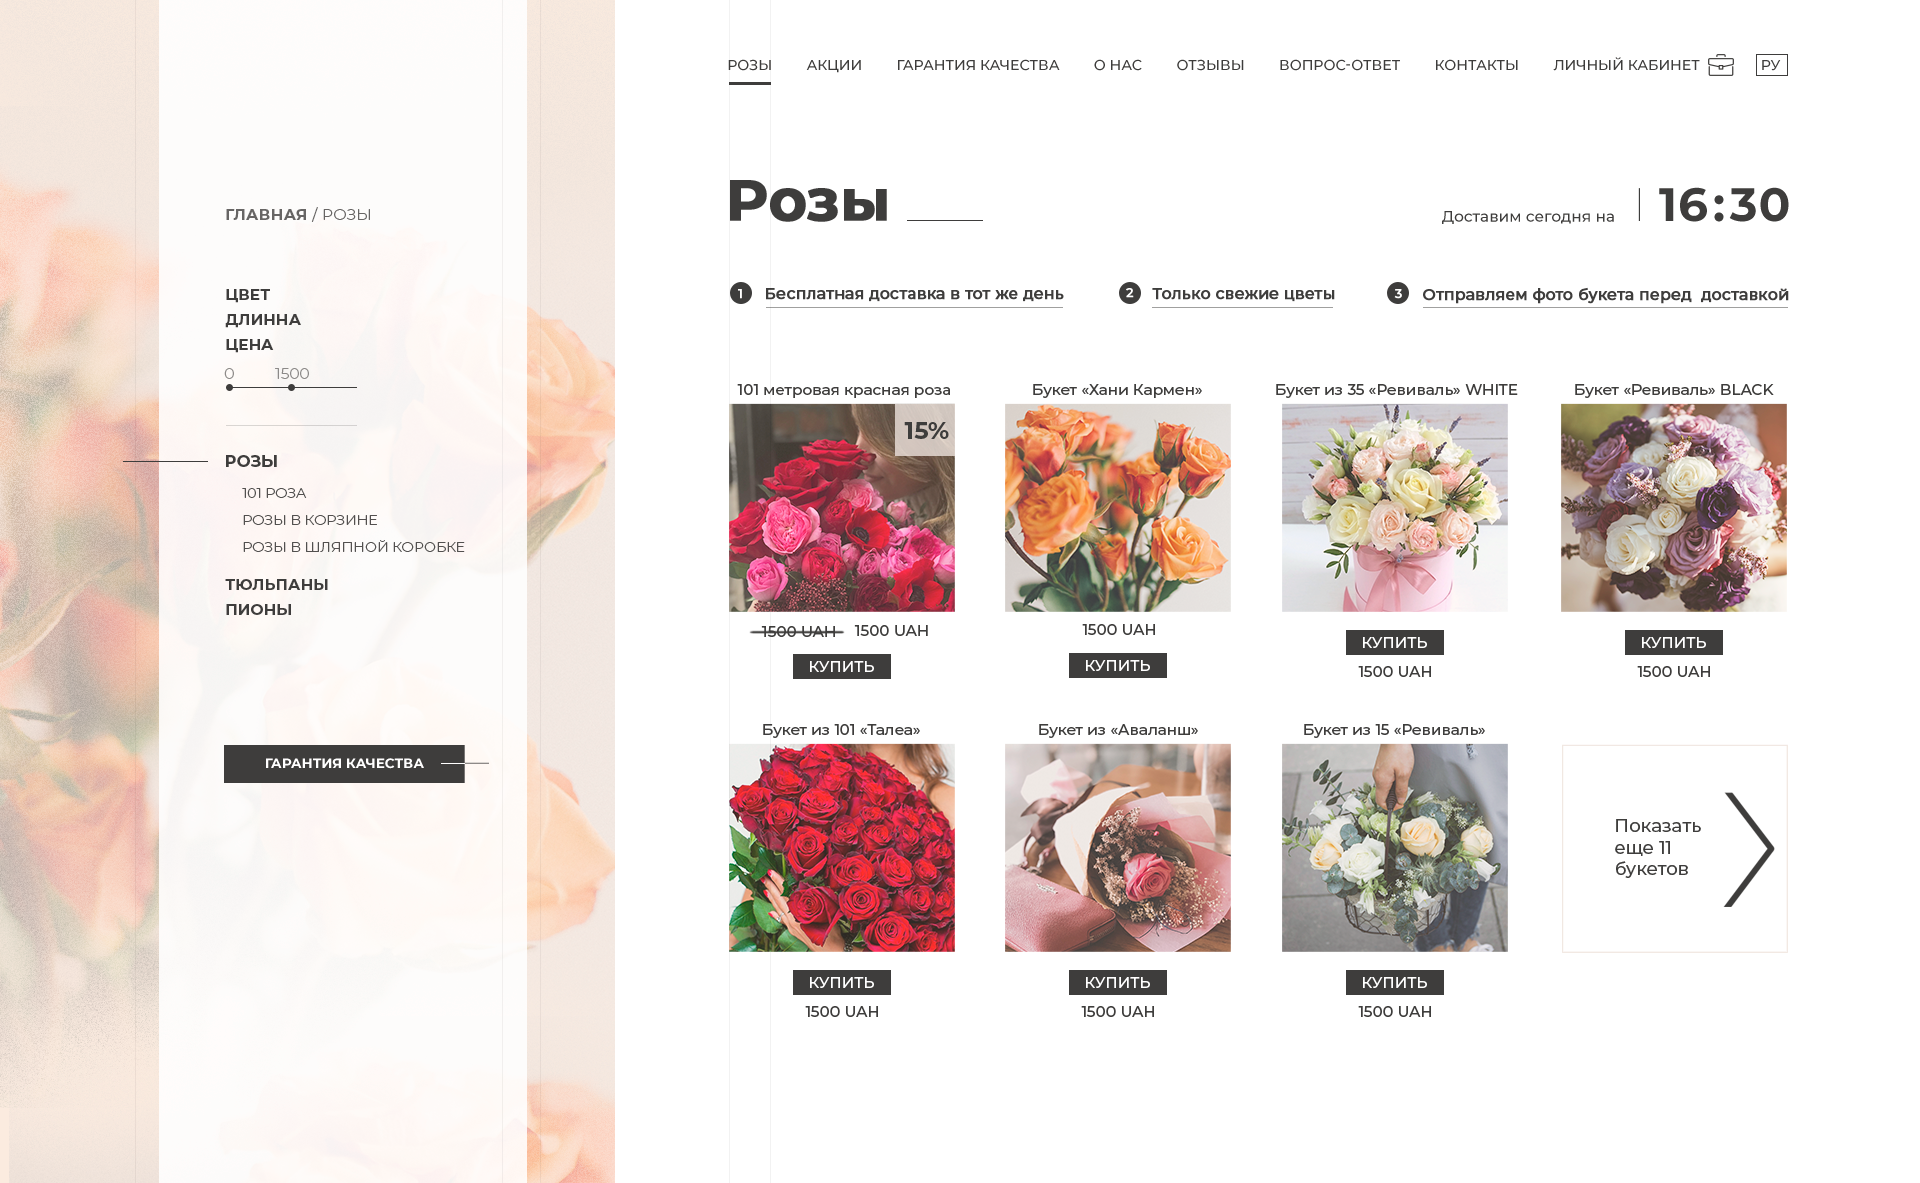 РОЗЫ АКЦИИ ГАРАНТИЯ КАЧЕСТВА О НАС ОТЗЫВЫ ВОПРОС-ОТВЕТ КОНТАКТЫ ЛИЧНЫЙ КАБИНЕТ РУ
ГЛАВНАЯ / РОЗЫ
ЦВЕТ
ДЛИННА
ЦЕНА
0 1500
РОЗЫ
101 РОЗА
РОЗЫ В КОРЗИНЕ
РОЗЫ В ШЛЯПНОЙ КОРОБКЕ
ТЮЛЬПАНЫ
ПИОНЫ
ГАРАНТИЯ КАЧЕСТВА
Розы
Доставим сегодня на 16:30
1 Бесплатная доставка в тот же день
2 Только свежие цветы
3 Отправляем фото букета перед доставкой
101 метровая красная роза
15%
1500 UAH 1500 UAH
КУПИТЬ
Букет «Хани Кармен»
1500 UAH
КУПИТЬ
Букет из 35 «Ревиваль» WHITE
КУПИТЬ
1500 UAH
Букет «Ревиваль» BLACK
КУПИТЬ
1500 UAH
Букет из 101 «Талеа»
КУПИТЬ
1500 UAH
Букет из «Аваланш»
КУПИТЬ
1500 UAH
Букет из 15 «Ревиваль»
КУПИТЬ
1500 UAH
Показать
еще 11
букетов